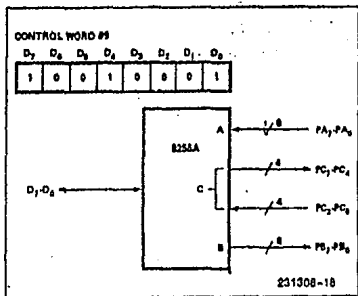 CONTROL WORD #9
D7 D6 D5 D4 D3 D2 D1 D0
1 0 0 1 0 0 0 1
A 8 PA7-PA0
8255A
4 PC7-PC4
D7-D0 C
4 PC3-PC0
B 8 PB7-PB0
231308-18